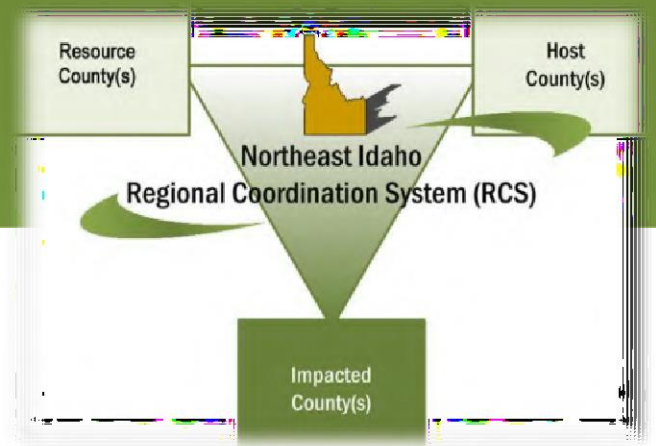 Resource
County(s)
Host
County(s)
Northeast Idaho
Regional Coordination System (RCS)
Impacted
County(s)